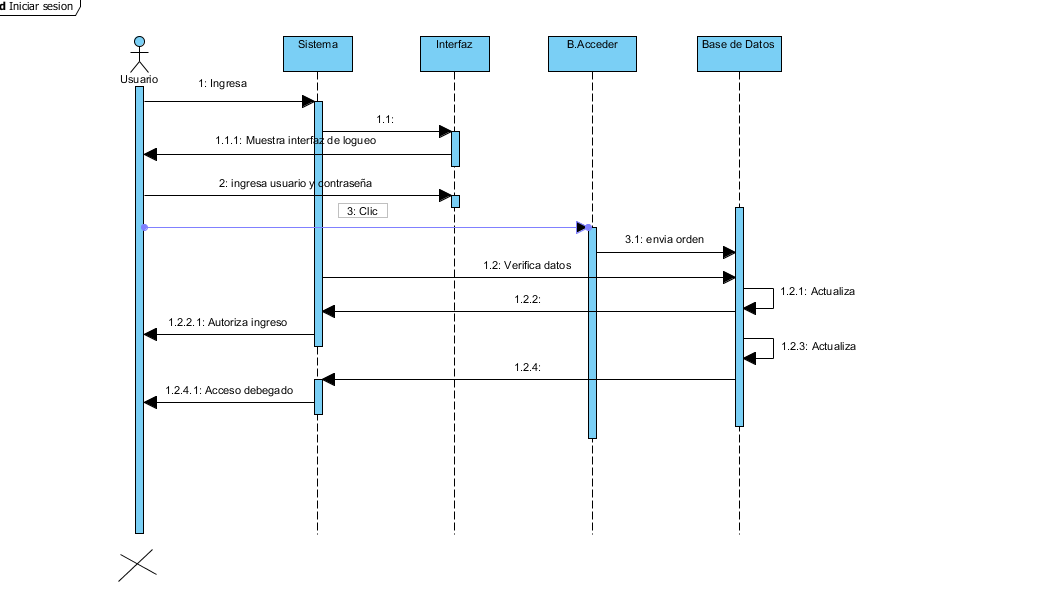 d Iniciar sesion
Usuario
Sistema
Interfaz
B.Acceder
Base de Datos
1: Ingresa
1.1:
1.1.1: Muestra interfaz de logueo
2: ingresa usuario y contraseña
3: Clic
3.1: envia orden
1.2: Verifica datos
1.2.1: Actualiza
1.2.2:
1.2.2.1: Autoriza ingreso
1.2.3: Actualiza
1.2.4:
1.2.4.1: Acceso debegado